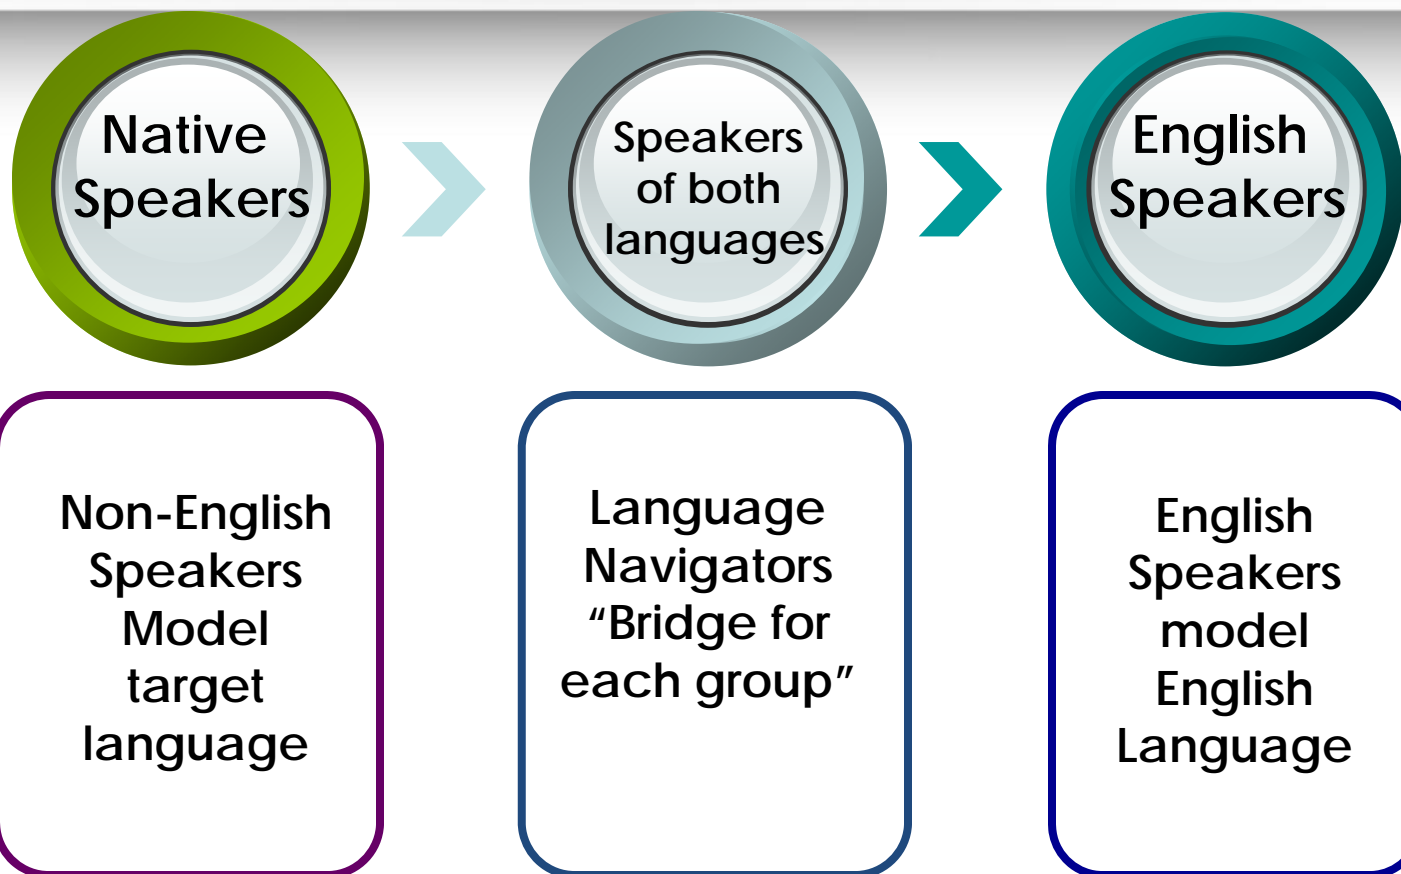 Native
Speakers
Speakers
of both
languages
English
Speakers
Non-English
Speakers
Model
target
language
Language
Navigators
“Bridge for
each group”
English
Speakers
model
English
Language